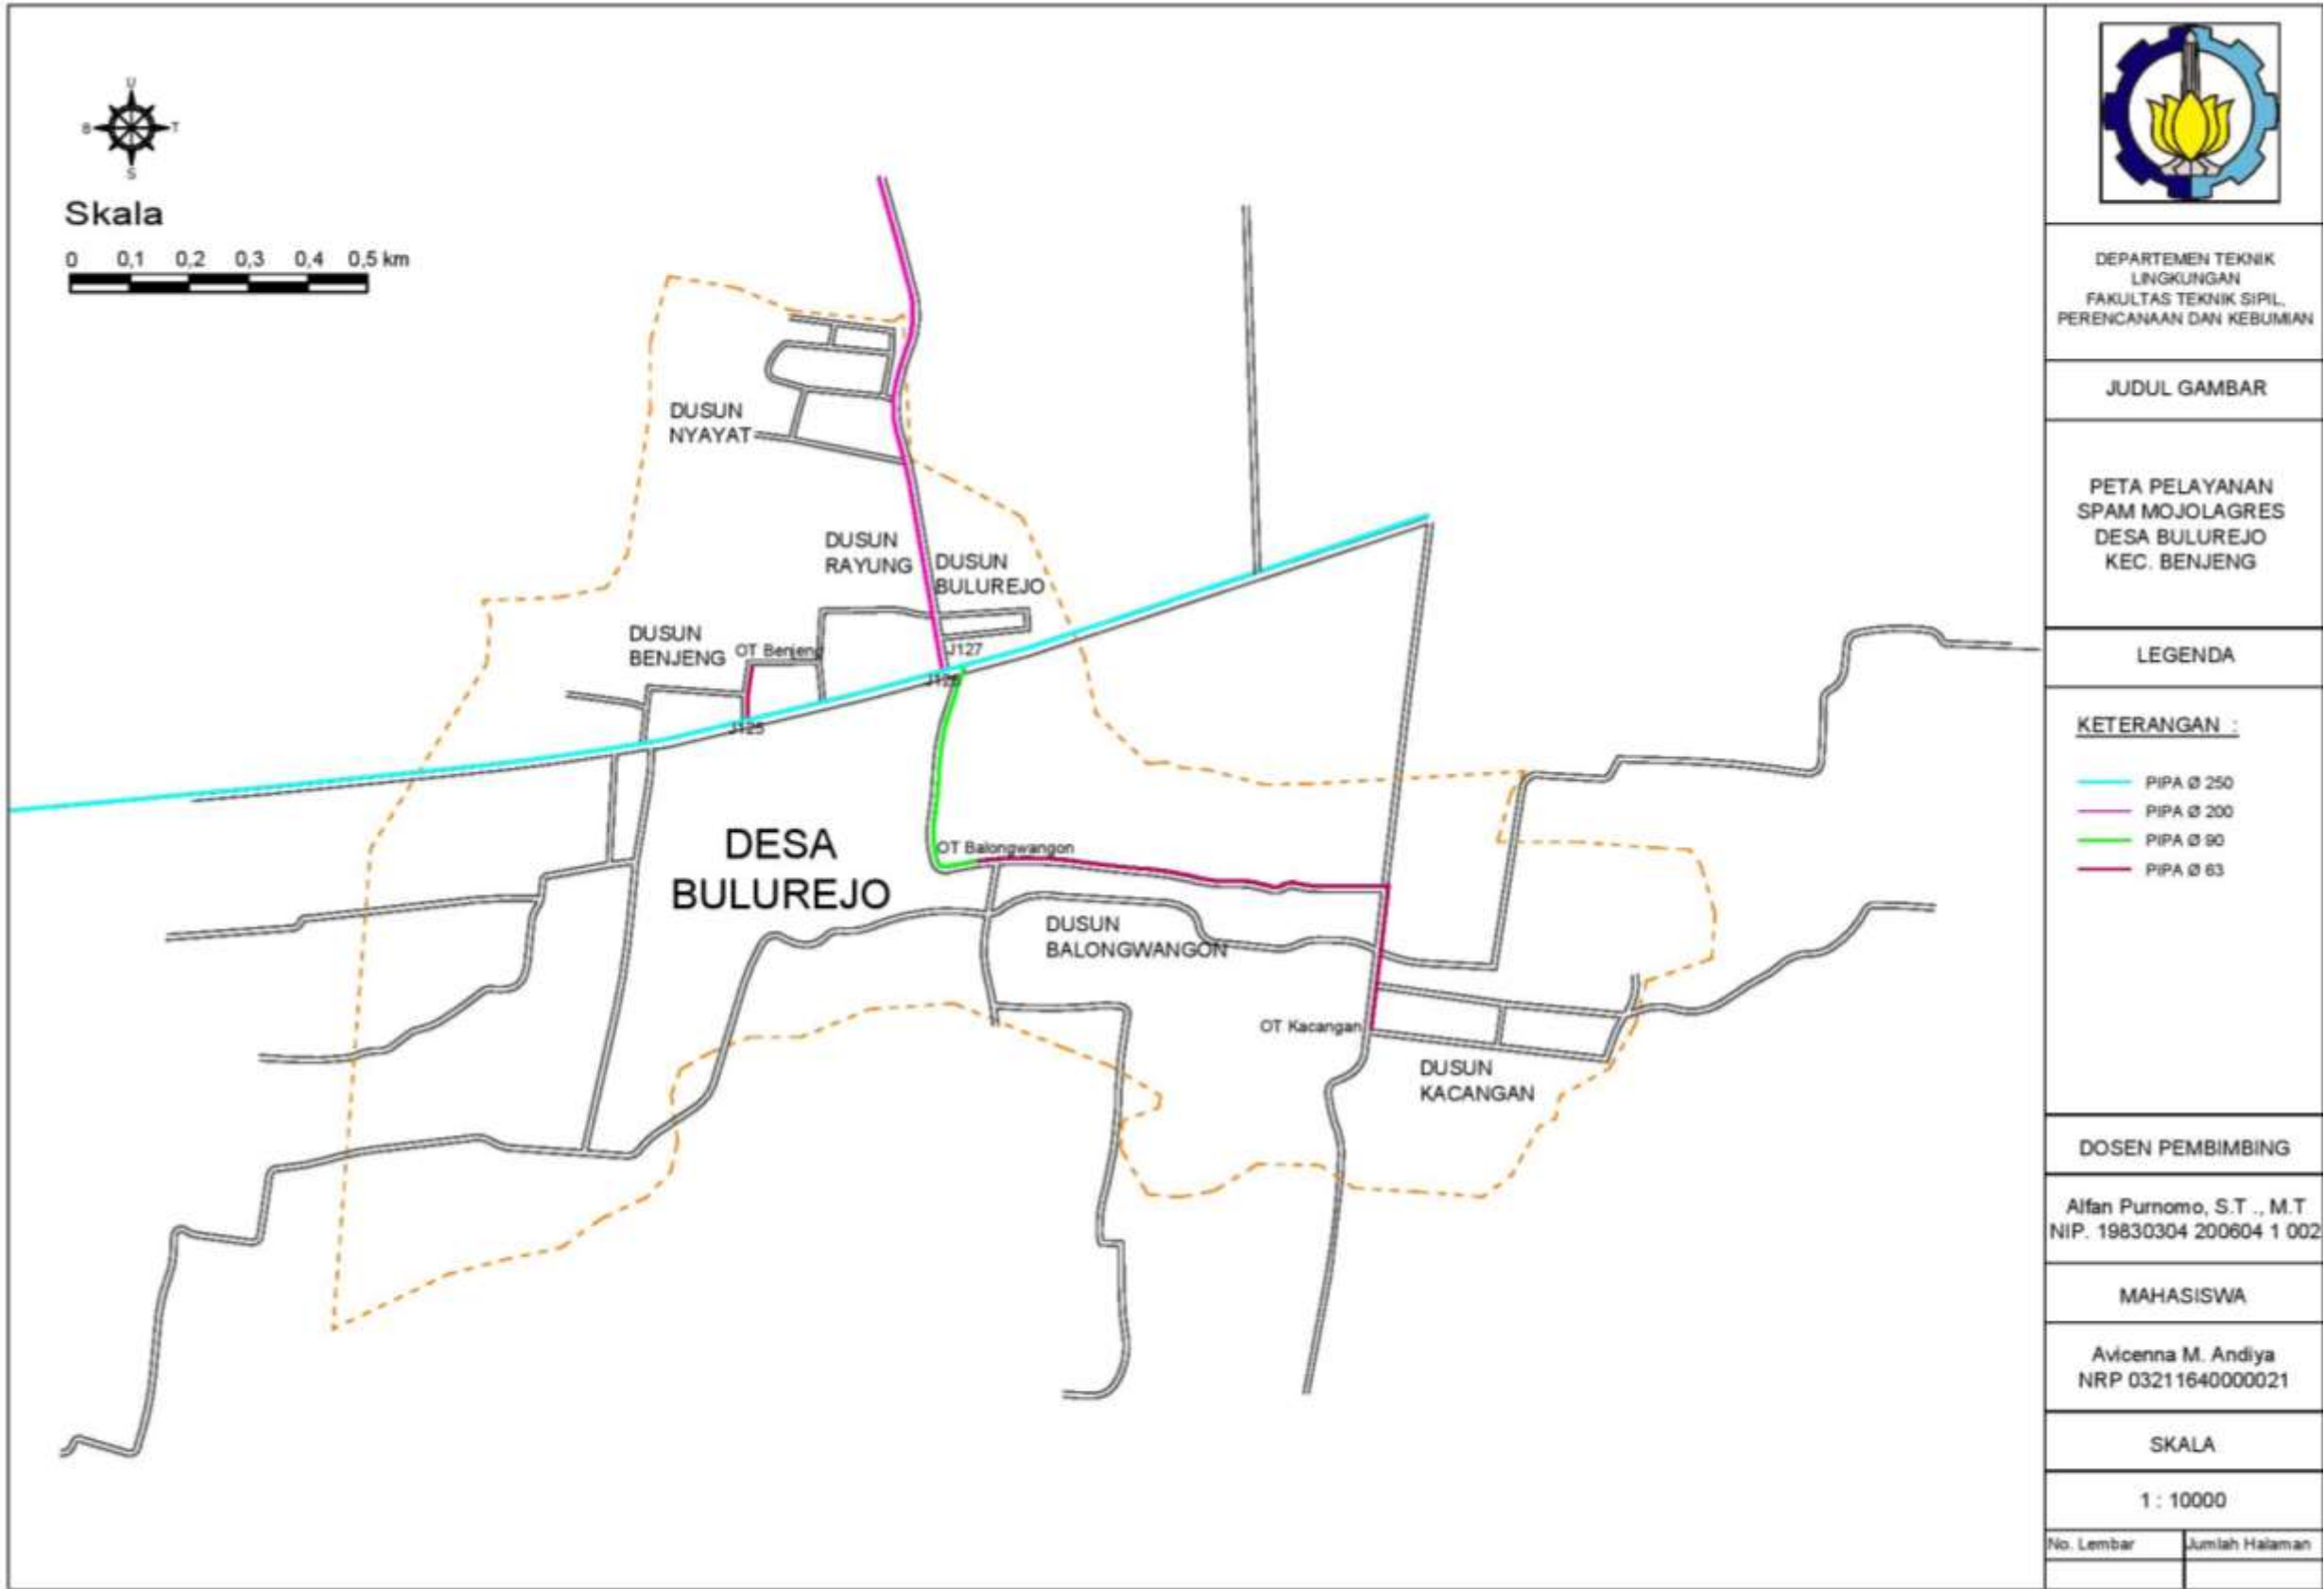 U
B
T
S
Skala
0 0,1 0,2 0,3 0,4 0,5 km
DUSUN
NYAYAT
DUSUN
RAYUNG
DUSUN
BULUREJO
DUSUN
BENJENG
OT Benjeng
J127
J125
DESA
BULUREJO
OT Balongwangon
DUSUN
BALONGWANGON
OT Kacangan
DUSUN
KACANGAN
DEPARTEMEN TEKNIK
LINGKUNGAN
FAKULTAS TEKNIK SIPIL,
PERENCANAAN DAN KEBUMIAN
JUDUL GAMBAR
PETA PELAYANAN
SPAM MOJOLAGRES
DESA BULUREJO
KEC. BENJENG
LEGENDA
KETERANGAN :
PIPA Ø 250
PIPA Ø 200
PIPA Ø 90
PIPA Ø 63
DOSEN PEMBIMBING
Alfan Purnomo, S.T ., M.T
NIP. 19830304 200604 1 002
MAHASISWA
Avicenna M. Andiya
NRP 03211640000021
SKALA
1 : 10000
No. Lembar
Jumlah Halaman